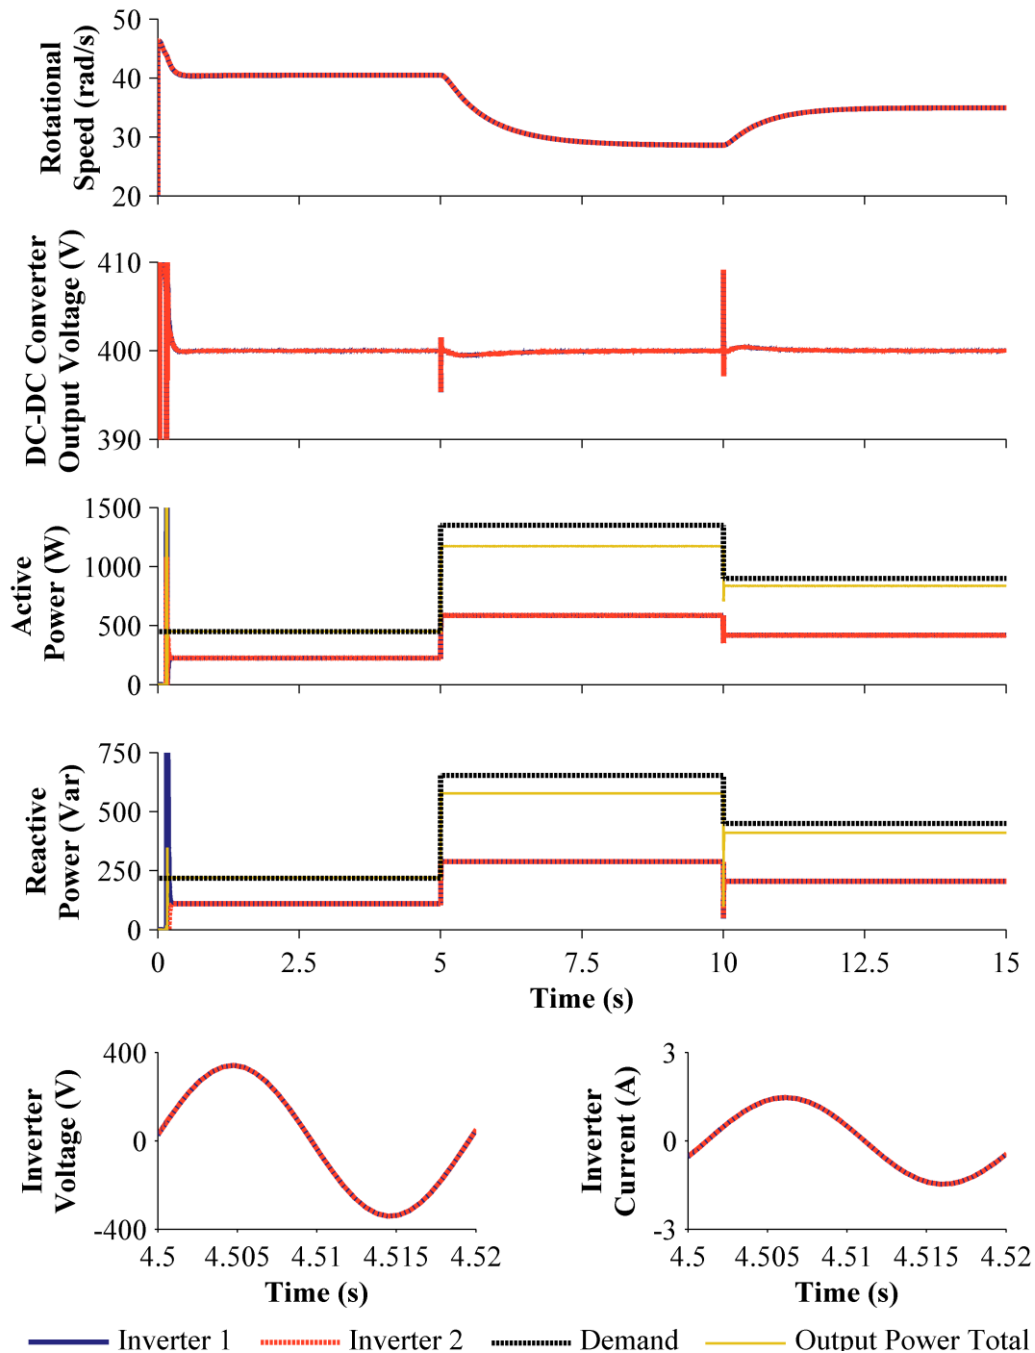 Rotational
Speed (rad/s)
50
40
30
20
DC-DC Converter
Output Voltage (V)
410
400
390
Active
Power (W)
1500
1000
500
0
Reactive
Power (Var)
750
500
250
0
0 2.5 5 7.5 10 12.5 15
Time (s)
Inverter
Voltage (V)
400
0
-400
4.5 4.505 4.51 4.515 4.52
Time (s)
Inverter
Current (A)
3
0
-3
4.5 4.505 4.51 4.515 4.52
Time (s)
Inverter 1 Inverter 2 Demand Output Power Total